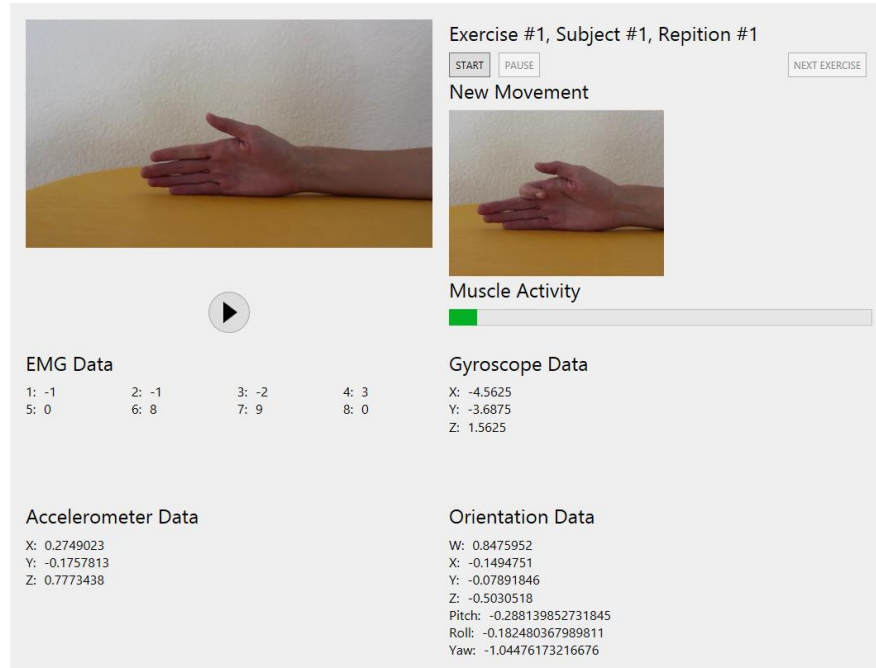 Exercise #1, Subject #1, Repition #1
START PAUSE NEXT EXERCISE
New Movement
Muscle Activity
EMG Data
1: -1 2: -1 3: -2 4: 3
5: 0 6: 8 7: 9 8: 0
Gyroscope Data
X: -4.5625
Y: -3.6875
Z: 1.5625
Accelerometer Data
X: 0.2749023
Y: -0.1757813
Z: 0.7773438
Orientation Data
W: 0.8475952
X: -0.1494751
Y: -0.07891846
Z: -0.5030518
Pitch: -0.288139852731845
Roll: -0.182480367989811
Yaw: -1.04476173216676